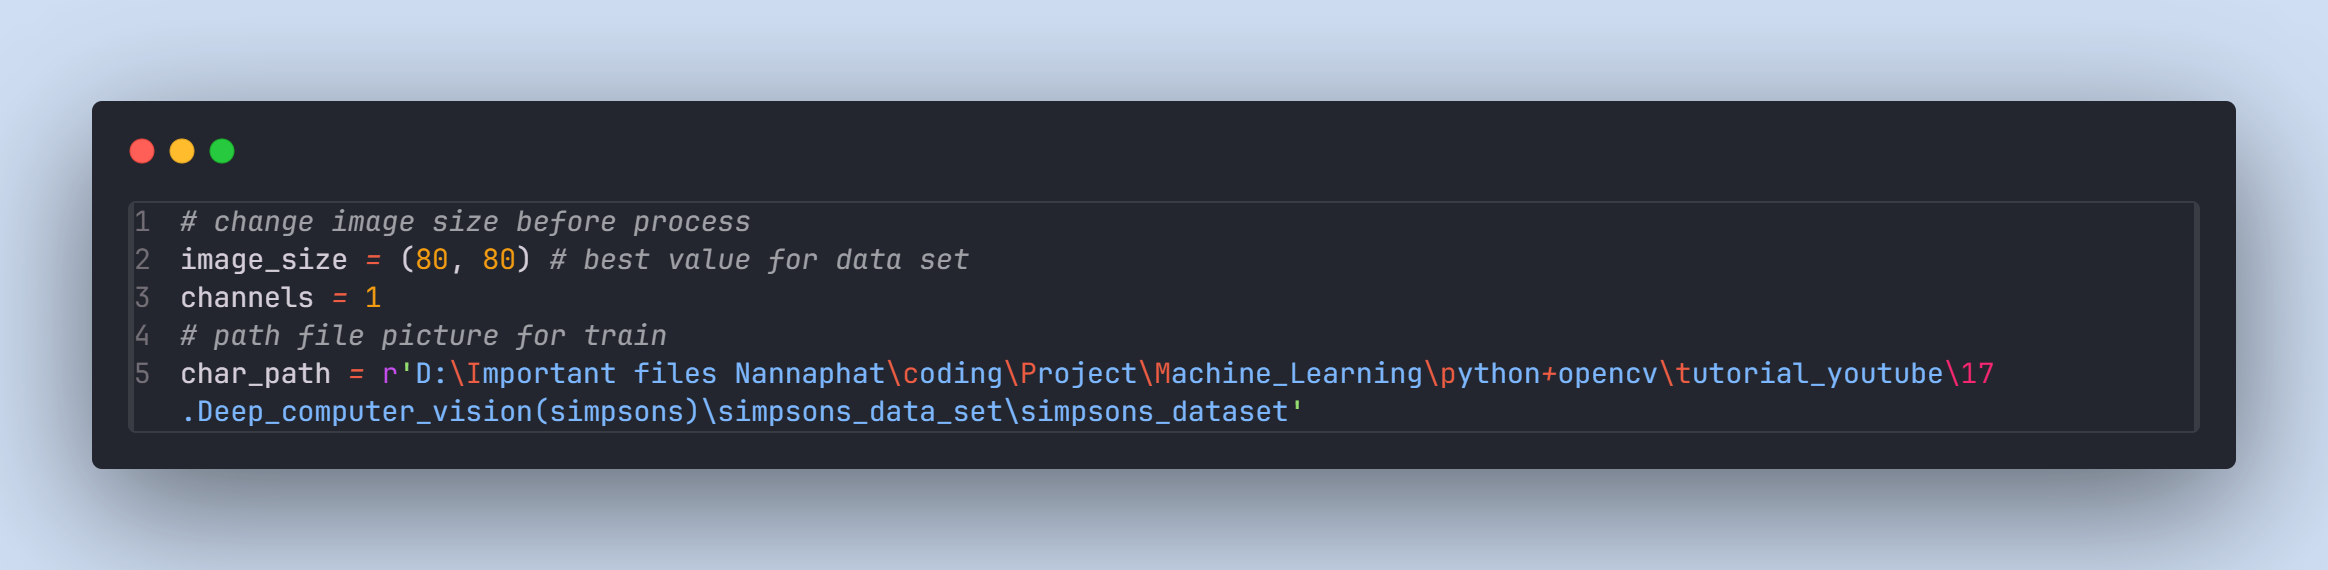 1 # change image size before process
2 image_size = (80, 80) # best value for data set
3 channels = 1
4 # path file picture for train
5 char_path = r'D:\Important files Nannaphat\coding\Project\Machine_Learning\python+opencv\tutorial_youtube\17
.Deep_computer_vision(simpsons)\simpsons_data_set\simpsons_dataset'